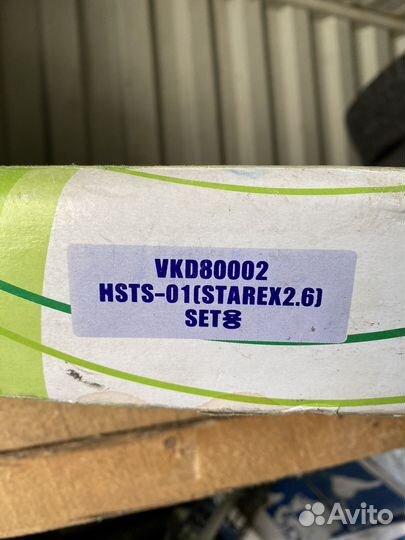 VKD80002
HSTS-01(STAREX2.6)
SET용
Avito